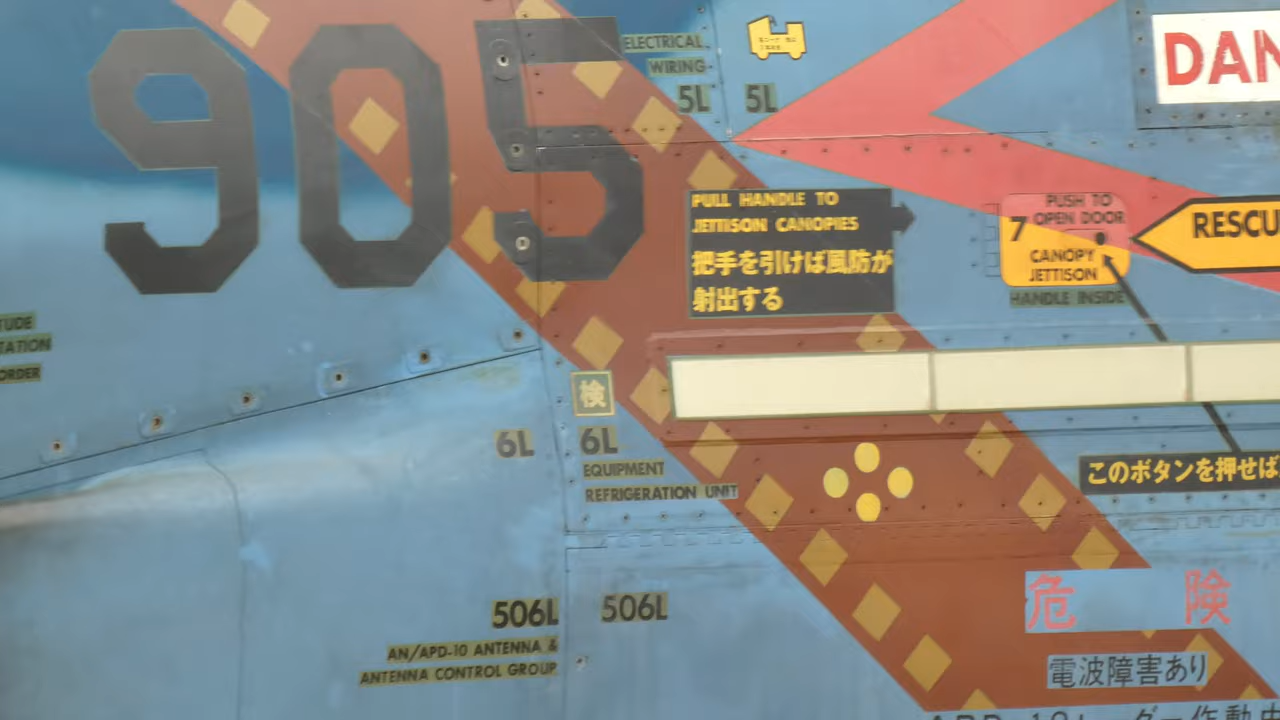 905
ELECTRICAL
WIRING
5L 5L
DAN
PULL HANDLE TO
JETTISON CANOPIES
把手を引けば風防が
射出する
PUSH TO
OPEN DOOR
7
CANOPY
JETTISON
HANDLE INSIDE
RESCU
TUDE
TATION
ORDER
検
6L 6L
EQUIPMENT
REFRIGERATION UNIT
このボタンを押せば
506L 506L
AN/APD-10 ANTENNA &
ANTENNA CONTROL GROUP
危険
電波障害あり